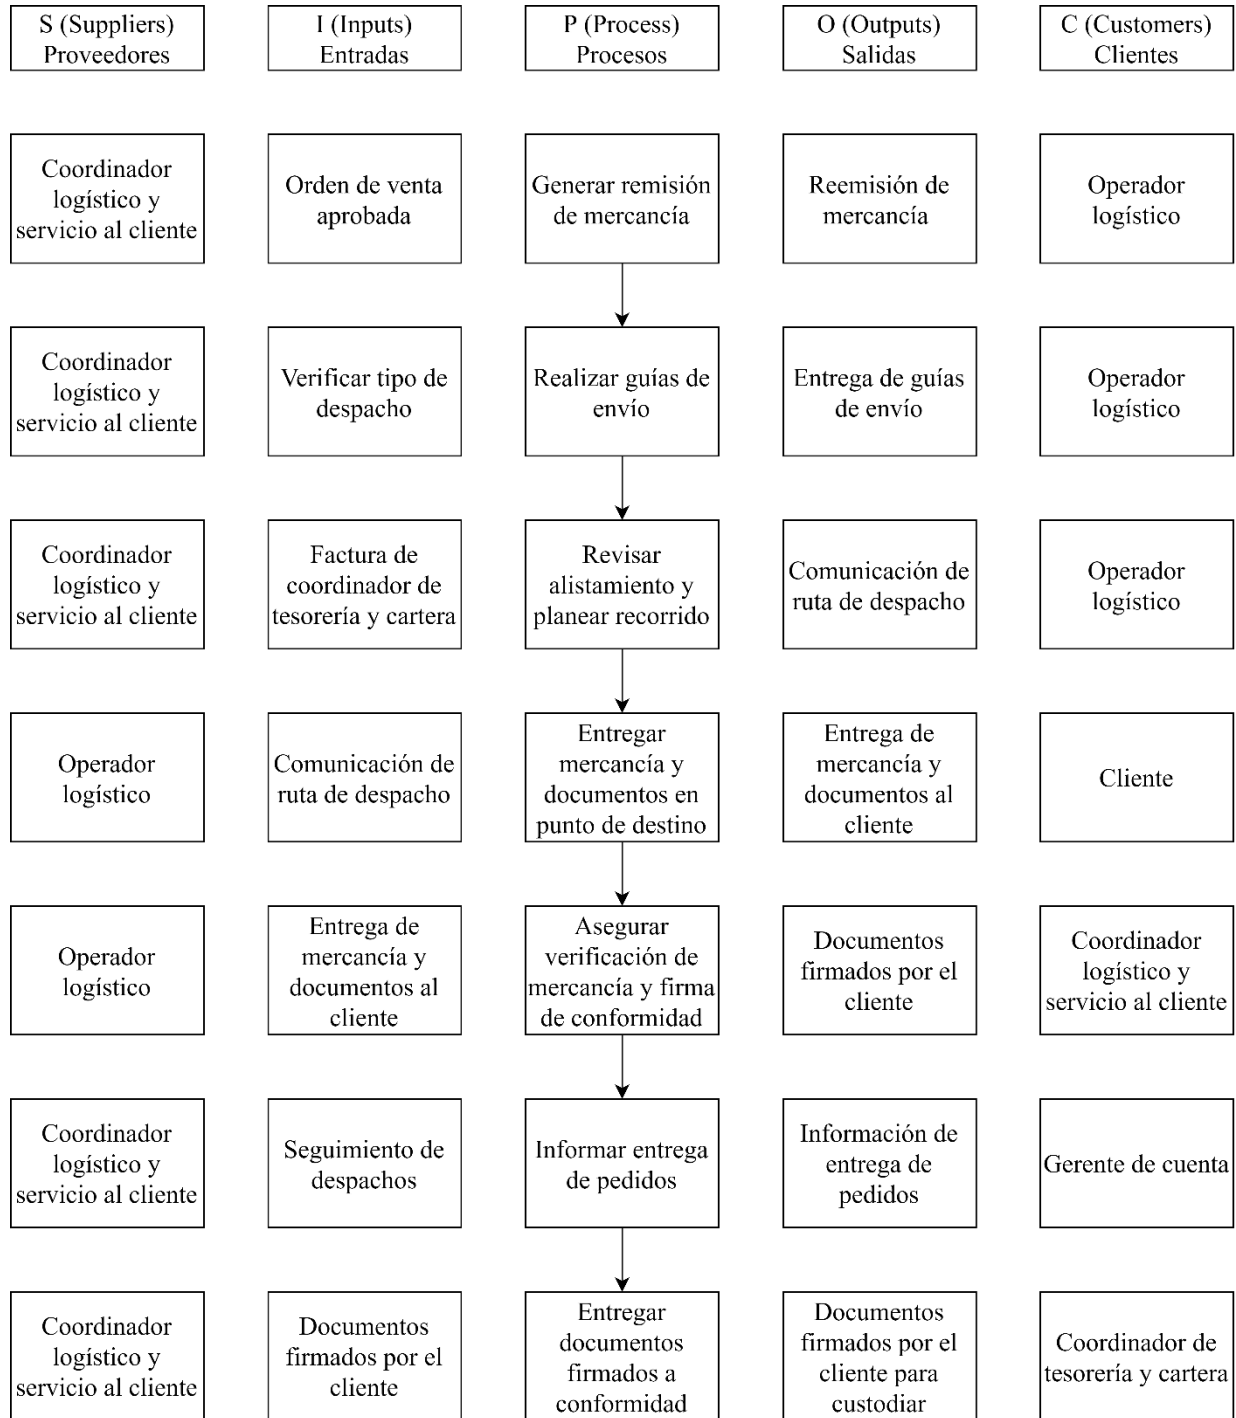 S (Suppliers)
Proveedores
I (Inputs)
Entradas
P (Process)
Procesos
O (Outputs)
Salidas
C (Customers)
Clientes
Coordinador
logístico y
servicio al cliente
Orden de venta
aprobada
Generar remisión
de mercancía
Reemisión de
mercancía
Operador
logístico
Coordinador
logístico y
servicio al cliente
Verificar tipo de
despacho
Realizar guías de
envío
Entrega de guías
de envío
Operador
logístico
Coordinador
logístico y
servicio al cliente
Factura de
coordinador de
tesorería y cartera
Revisar
alistamiento y
planear recorrido
Comunicación de
ruta de despacho
Operador
logístico
Operador
logístico
Comunicación de
ruta de despacho
Entregar
mercancía y
documentos en
punto de destino
Entrega de
mercancía y
documentos al
cliente
Cliente
Operador
logístico
Entrega de
mercancía y
documentos al
cliente
Asegurar
verificación de
mercancía y firma
de conformidad
Documentos
firmados por el
cliente
Coordinador
logístico y
servicio al cliente
Coordinador
logístico y
servicio al cliente
Seguimiento de
despachos
Informar entrega
de pedidos
Información de
entrega de
pedidos
Gerente de cuenta
Coordinador
logístico y
servicio al cliente
Documentos
firmados por el
cliente
Entregar
documentos
firmados a
conformidad
Documentos
firmados por el
cliente para
custodiar
Coordinador de
tesorería y cartera